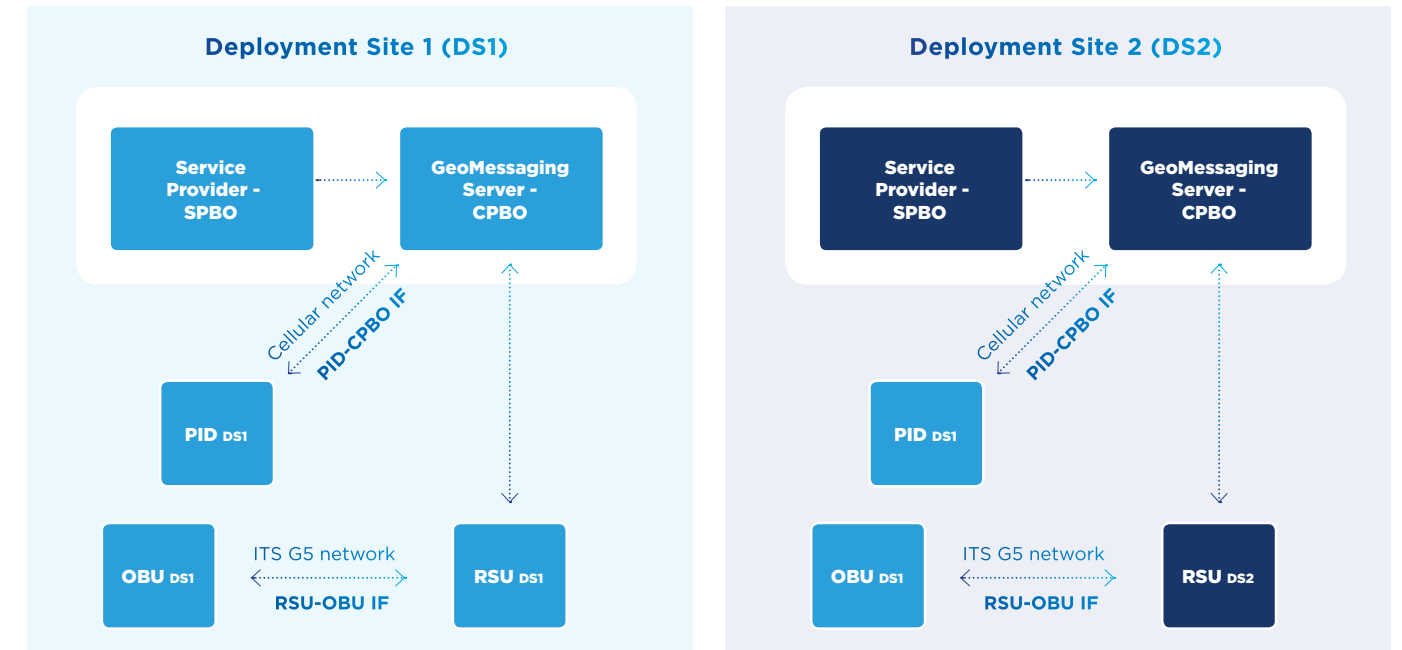 Deployment Site 1 (DS1)
Service
Provider -
SPBO
GeoMessaging
Server -
CPBO
Cellular network
PID-CPBO IF
PID DS1
OBU DS1
ITS G5 network
RSU-OBU IF
RSU DS1
Deployment Site 2 (DS2)
Service
Provider -
SPBO
GeoMessaging
Server -
CPBO
Cellular network
PID-CPBO IF
PID DS1
OBU DS1
ITS G5 network
RSU-OBU IF
RSU DS2